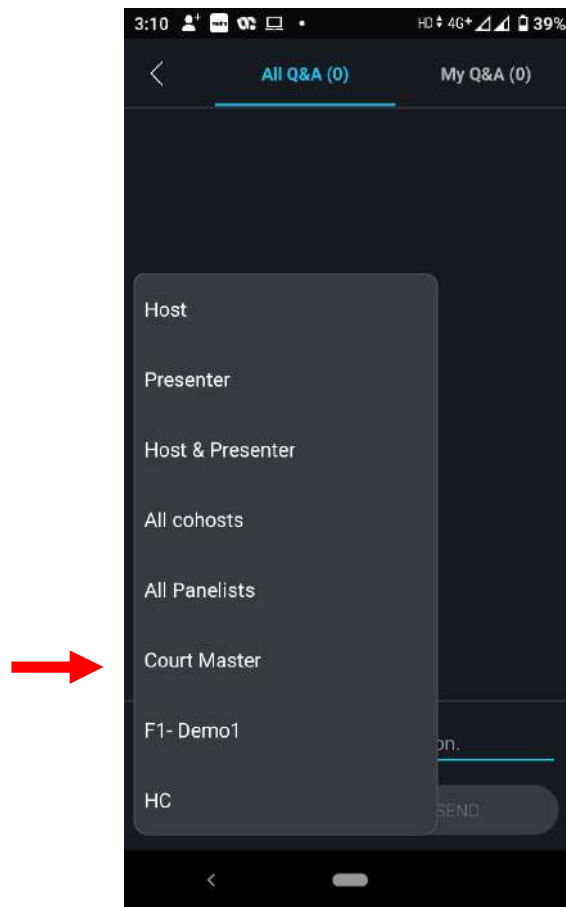 3:10 HD 4G+ 39%
All Q&A (0) My Q&A (0)
Host
Presenter
Host & Presenter
All cohosts
All Panelists
Court Master
F1- Demo1
on.
HC
SEND